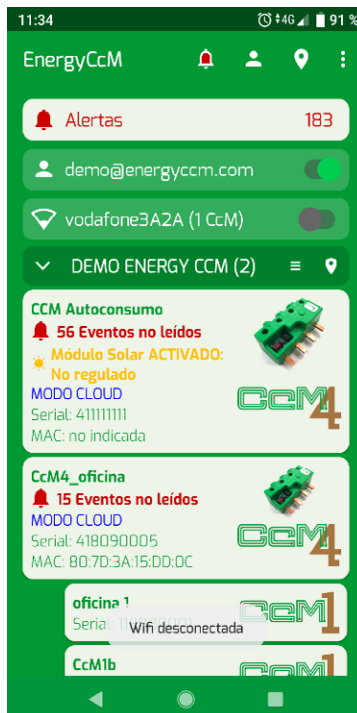 11:34
4G 91 %
EnergyCcM
Alertas 183
demo@energyccm.com
vodafone3A2A (1 CcM)
DEMO ENERGY CCM (2)
CCM Autoconsumo
56 Eventos no leídos
Módulo Solar ACTIVADO:
No regulado
MODO CLOUD
Serial: 411111111
MAC: no indicada
CcM4
CcM4_oficina
15 Eventos no leídos
MODO CLOUD
Serial: 418090005
MAC: 80:7D:3A:15:DD:0C
CcM4
oficina 1
Serial:
CcM1
Wifi desconectada
CcM1b
CcM1